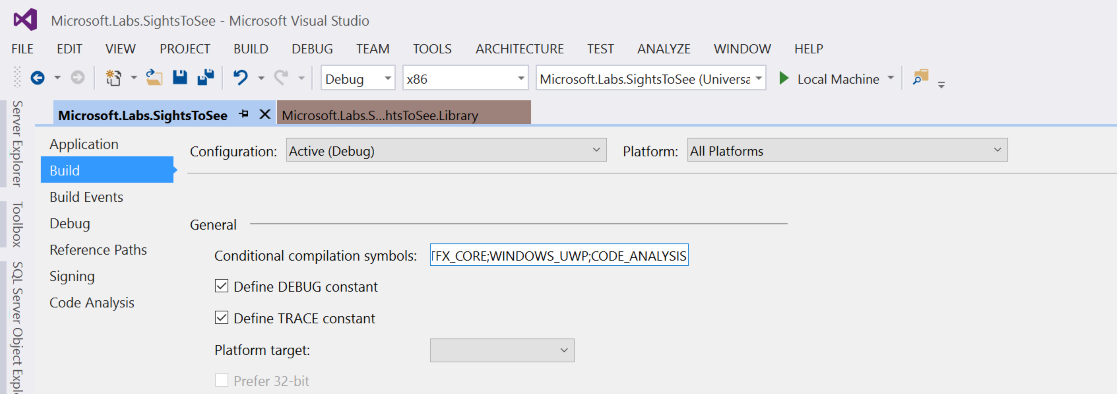 Microsoft.Labs.SightsToSee - Microsoft Visual Studio
FILE EDIT VIEW PROJECT BUILD DEBUG TEAM TOOLS ARCHITECTURE TEST ANALYZE WINDOW HELP
Debug x86 Microsoft.Labs.SightsToSee (Universa Local Machine
Server Explorer
Toolbox
SQL Server Object Explo
Microsoft.Labs.SightsToSee Microsoft.Labs.S...htsToSee.Library
Application
Build
Build Events
Debug
Reference Paths
Signing
Code Analysis
Configuration: Active (Debug) Platform: All Platforms
General
Conditional compilation symbols: TFX_CORE;WINDOWS_UWP;CODE_ANALYSIS
Define DEBUG constant
Define TRACE constant
Platform target:
Prefer 32-bit